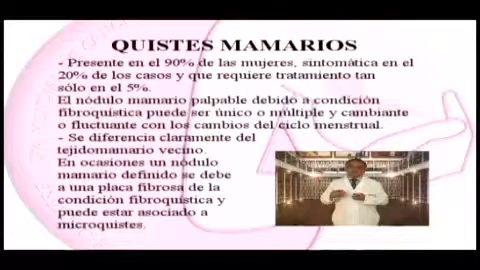 QUISTES MAMARIOS
- Presente en el 90% de las mujeres, sintomática en el
20% de los casos y que requiere tratamiento tan
sólo en el 5%.
El nódulo mamario palpable debido a condición
fibroquística puede ser único o múltiple y cambiante
o fluctuante con los cambios del ciclo menstrual.
- Se diferencia claramente del
tejidomamario vecino.
En ocasiones un nódulo
mamario definido se debe
a una placa fibrosa de la
condición fibroquística y
puede estar asociado a
microquistes.